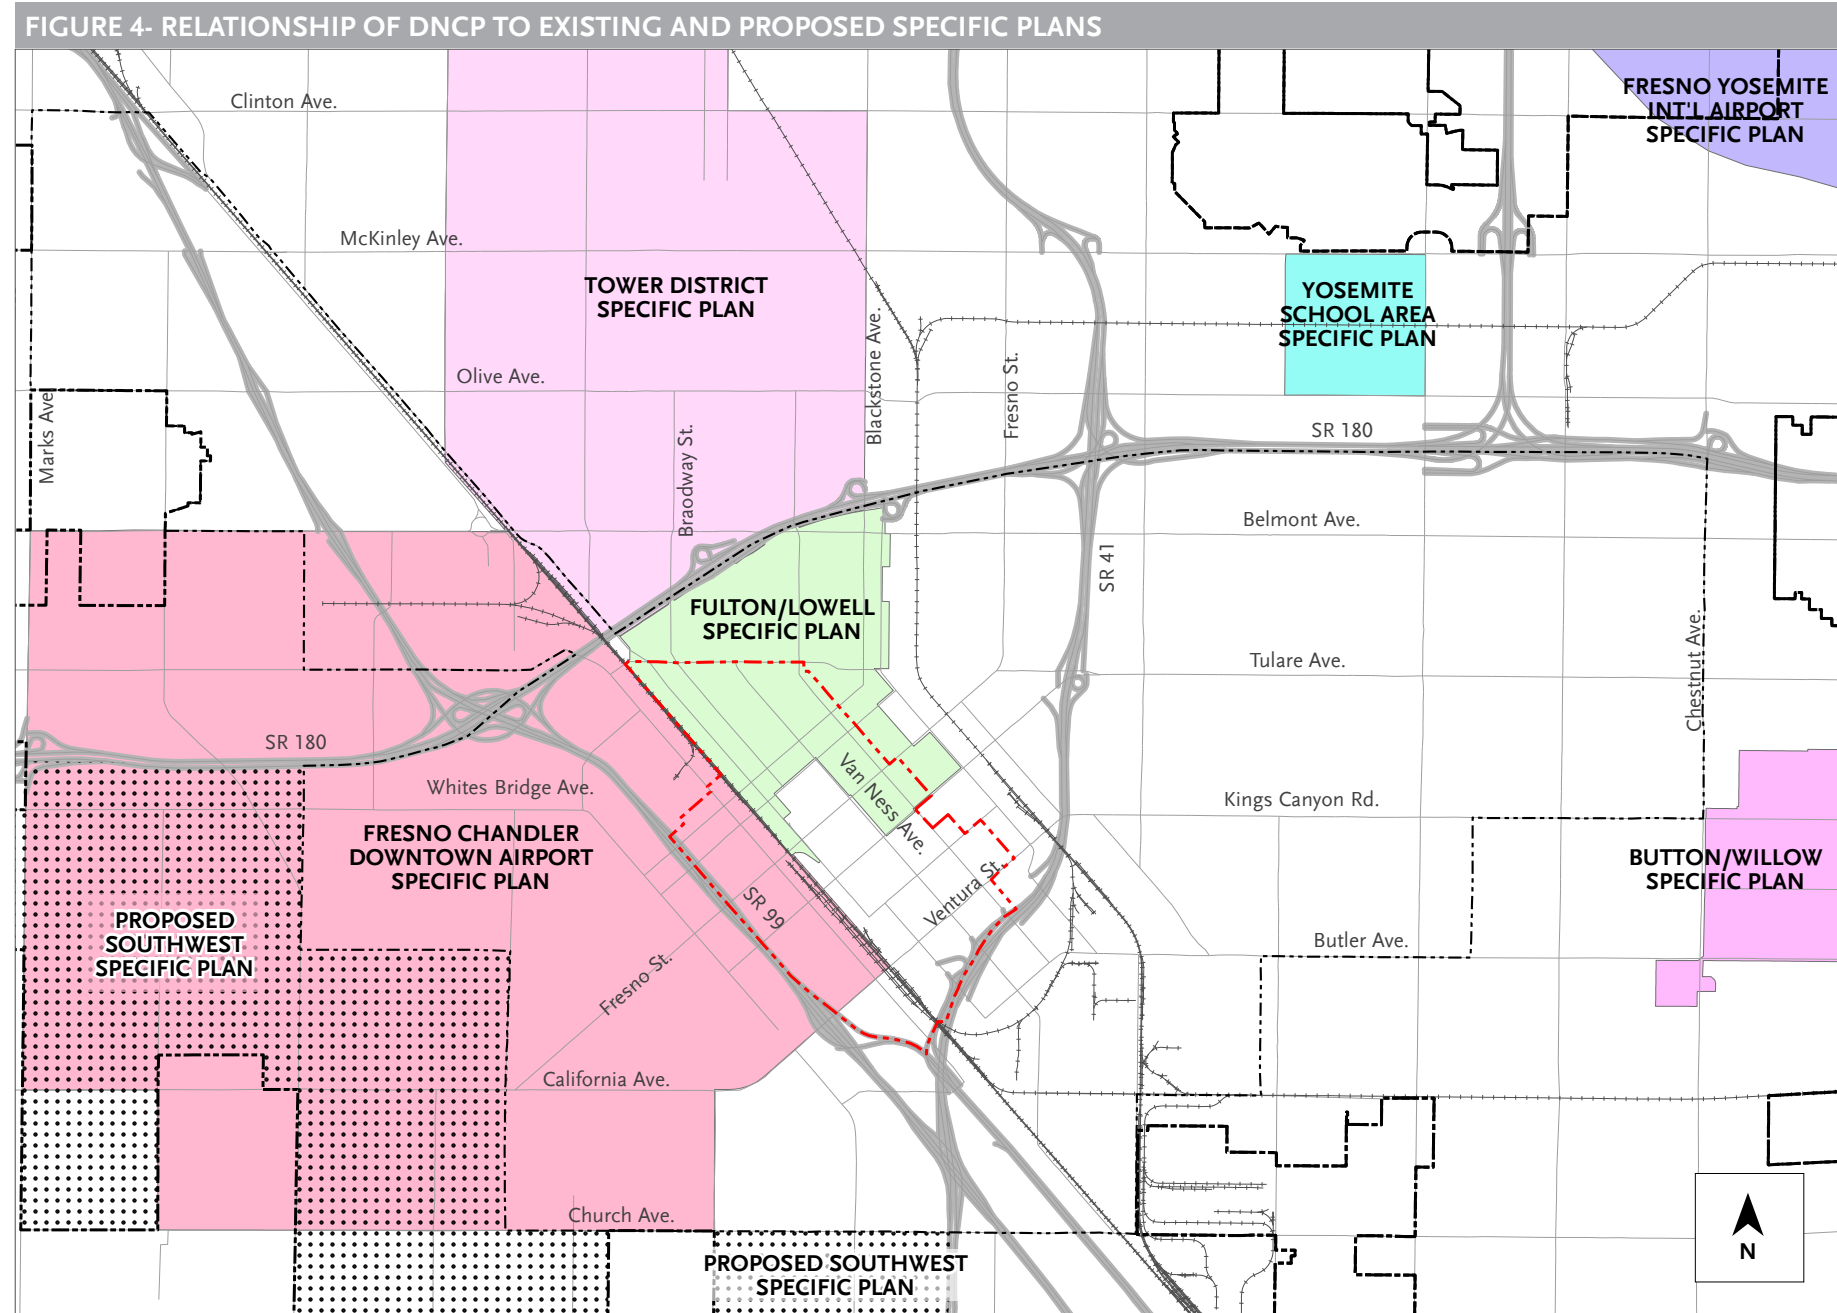 FIGURE 4- RELATIONSHIP OF DNCP TO EXISTING AND PROPOSED SPECIFIC PLANS
Clinton Ave.
FRESNO YOSEMITE
INT'L AIRPORT
SPECIFIC PLAN
McKinley Ave.
TOWER DISTRICT
SPECIFIC PLAN
YOSEMITE
SCHOOL AREA
SPECIFIC PLAN
Olive Ave.
Blackstone Ave.
Fresno St.
Marks Ave.
Braodway St.
SR 180
Belmont Ave.
SR 41
FULTON/LOWELL
SPECIFIC PLAN
Tulare Ave.
Chestnut Ave.
SR 180
Whites Bridge Ave.
Van Ness Ave.
Kings Canyon Rd.
FRESNO CHANDLER
DOWNTOWN AIRPORT
SPECIFIC PLAN
BUTTON/WILLOW
SPECIFIC PLAN
SR 99
Ventura St.
PROPOSED
SOUTHWEST
SPECIFIC PLAN
Butler Ave.
Fresno St.
California Ave.
Church Ave.
PROPOSED SOUTHWEST
SPECIFIC PLAN
N